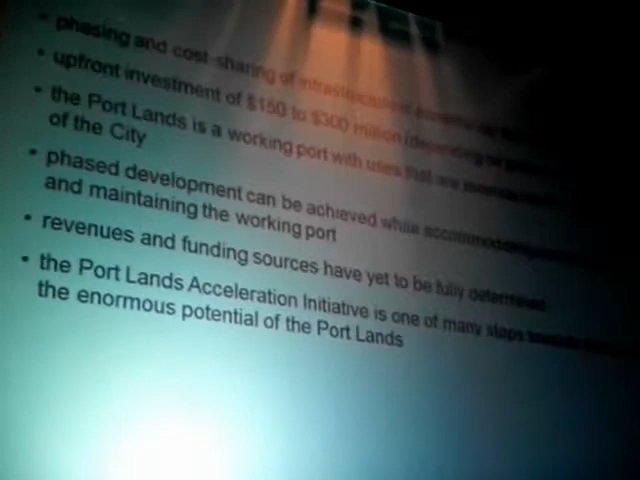 • phasing and cost-sharing of infrastructure
• upfront investment of $150 to $300 million (depending
• the Port Lands is a working port with uses that are
of the City
• phased development can be achieved while accommodating
and maintaining the working port
• revenues and funding sources have yet to be fully determined
• the Port Lands Acceleration Initiative is one of many steps
the enormous potential of the Port Lands